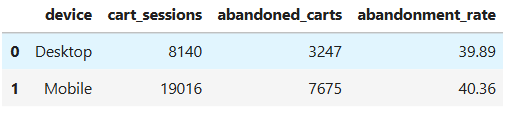 device cart_sessions abandoned_carts abandonment_rate
0 Desktop 8140 3247 39.89
1 Mobile 19016 7675 40.36